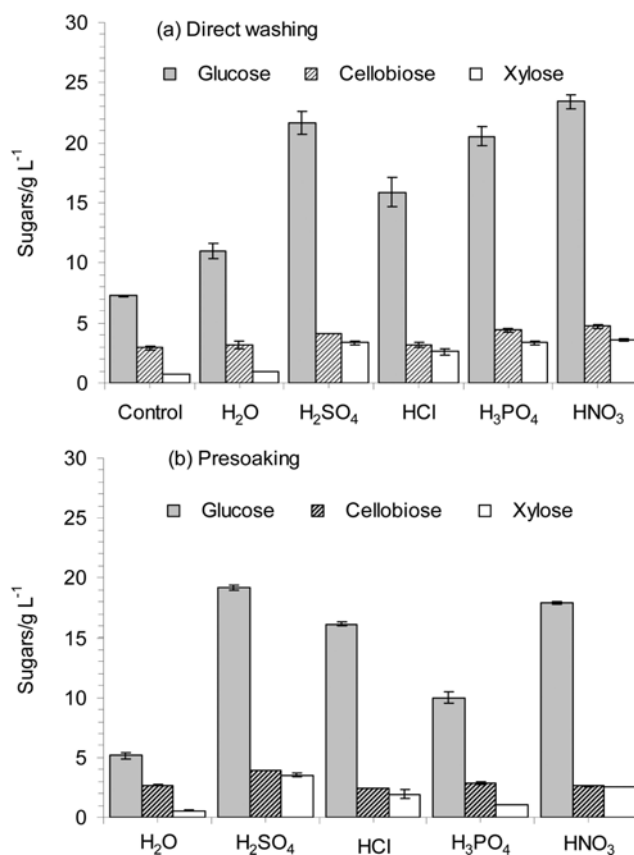 30
(a) Direct washing
Glucose Cellobiose Xylose
25
20
15
10
5
0
Sugars/g L⁻¹
Control H₂O H₂SO₄ HCl H₃PO₄ HNO₃
30
(b) Presoaking
Glucose Cellobiose Xylose
25
20
15
10
5
0
Sugars/g L⁻¹
H₂O H₂SO₄ HCl H₃PO₄ HNO₃